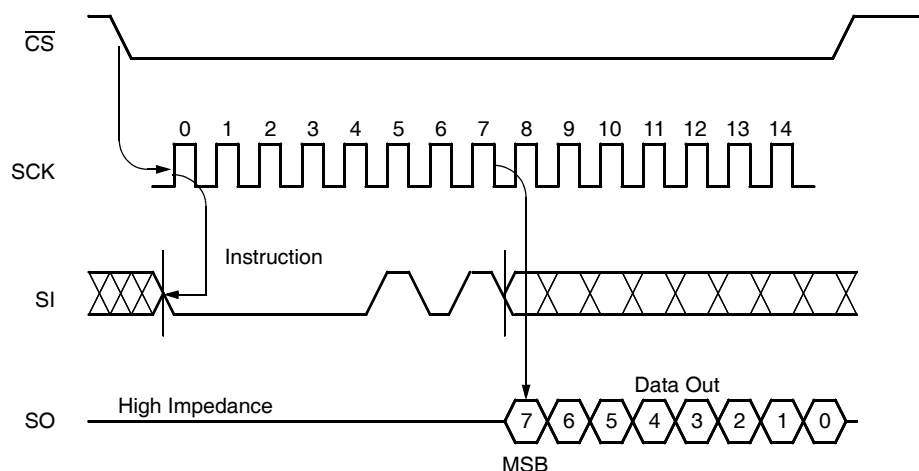 CS
0 1 2 3 4 5 6 7 8 9 10 11 12 13 14
SCK
Instruction
SI
Data Out
High Impedance
SO
7 6 5 4 3 2 1 0
MSB